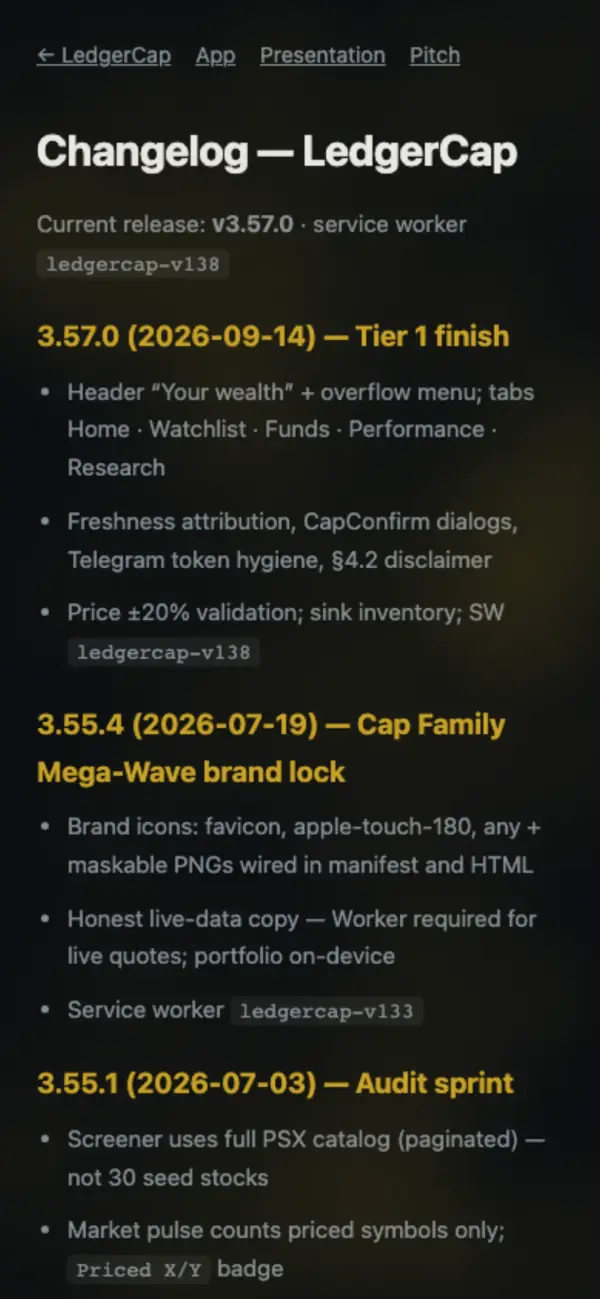 ← LedgerCap App Presentation Pitch
Changelog — LedgerCap
Current release: v3.57.0 · service worker
ledgercap-v138
3.57.0 (2026-09-14) — Tier 1 finish
• Header “Your wealth” + overflow menu; tabs
Home · Watchlist · Funds · Performance ·
Research
• Freshness attribution, CapConfirm dialogs,
Telegram token hygiene, §4.2 disclaimer
• Price ±20% validation; sink inventory; SW
ledgercap-v138
3.55.4 (2026-07-19) — Cap Family
Mega-Wave brand lock
• Brand icons: favicon, apple-touch-180, any +
maskable PNGs wired in manifest and HTML
• Honest live-data copy — Worker required for
live quotes; portfolio on-device
• Service worker ledgercap-v133
3.55.1 (2026-07-03) — Audit sprint
• Screener uses full PSX catalog (paginated) —
not 30 seed stocks
• Market pulse counts priced symbols only;
Priced X/Y badge